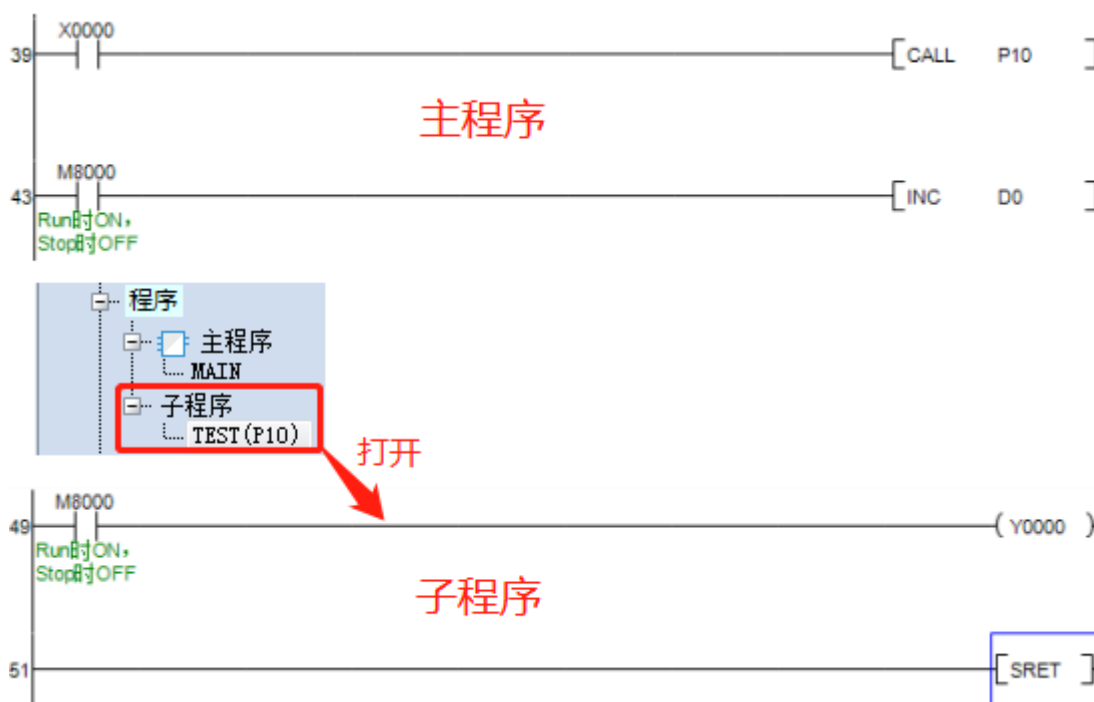 X0000
39 CALL P10
主程序
M8000
43 INC D0
Run时ON，
Stop时OFF
程序
主程序
MAIN
子程序
TEST(P10)
打开
M8000
49 Y0000
Run时ON，
Stop时OFF
子程序
51 SRET